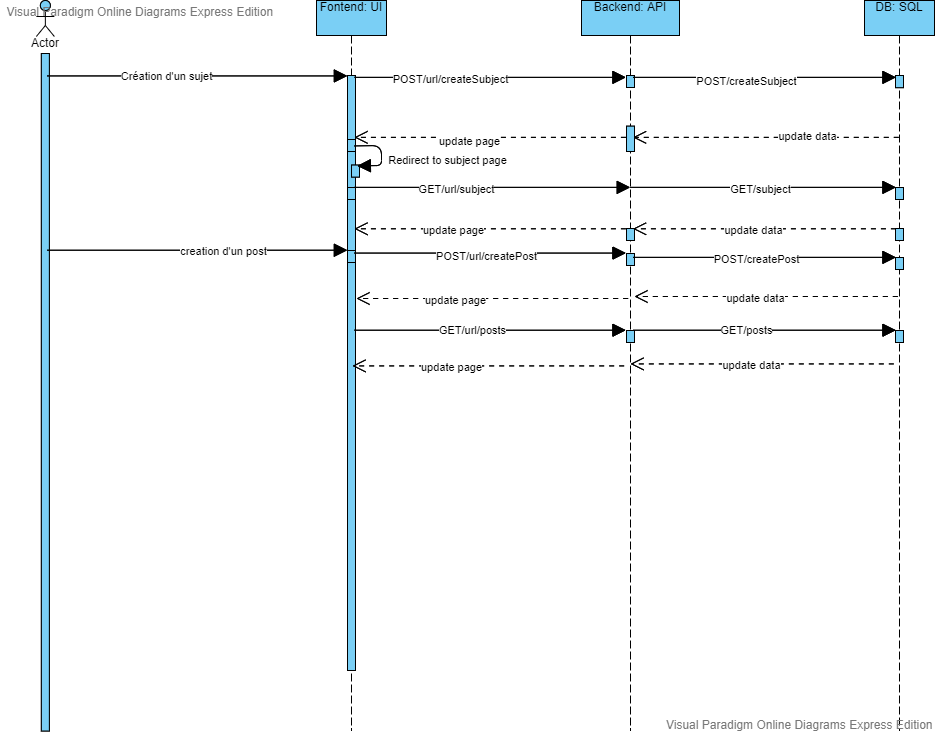 Visual Paradigm Online Diagrams Express Edition
Fontend: UI
Backend: API
DB: SQL
Actor
Création d'un sujet
POST/url/createSubject
POST/createSubject
update page
update data
Redirect to subject page
GET/url/subject
GET/subject
update page
update data
creation d'un post
POST/url/createPost
POST/createPost
update page
update data
GET/url/posts
GET/posts
update page
update data
Visual Paradigm Online Diagrams Express Edition